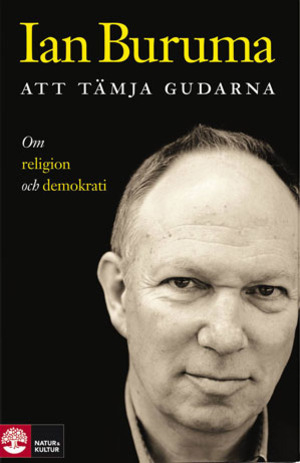 Ian Buruma
ATT TÄMJA GUDARNA
Om
religion
och demokrati
NATUR &
KULTUR